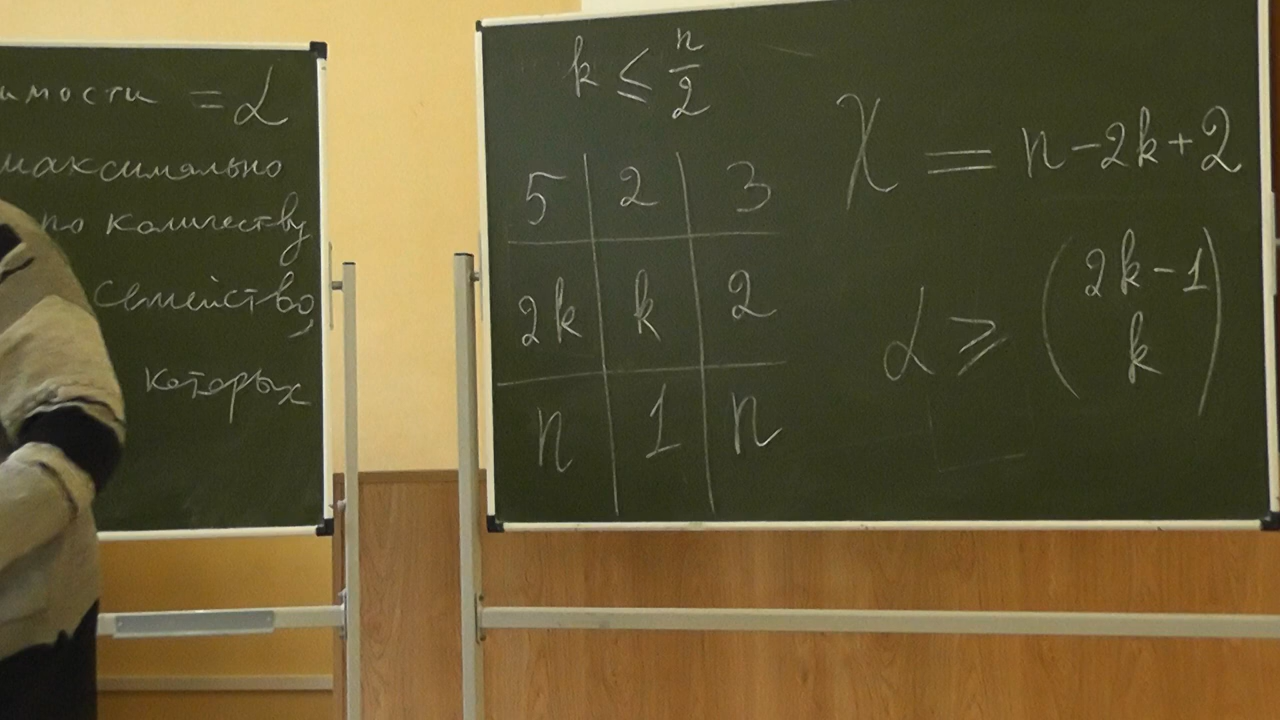 имости = α
максимально
по количеству
семейство,
которых
k ≤ n/2
5 | 2 | 3
2k | k | 2
n | 1 | n
χ = n-2k+2
α ≥ (2k-1
k)